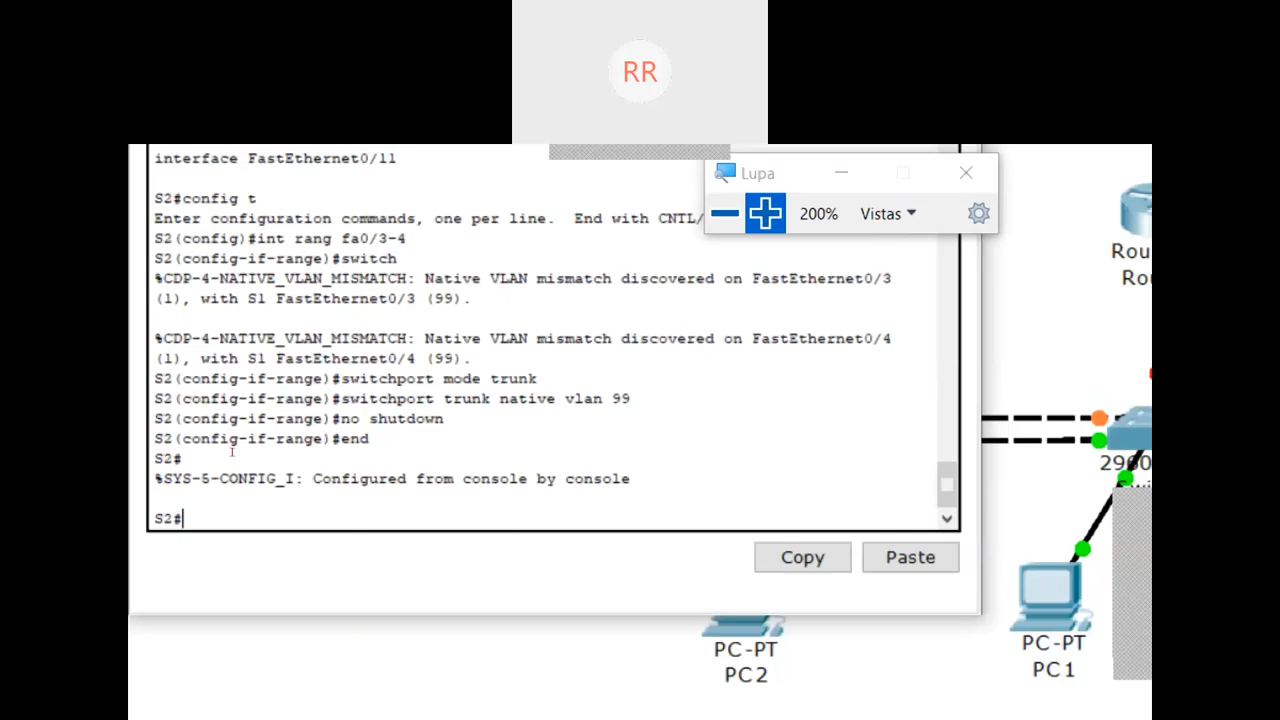 RR
interface FastEthernet0/11
Lupa
S2#config t
Enter configuration commands, one per line. End with CNTL/
200% Vistas
S2(config)#int rang fa0/3-4
S2(config-if-range)#switch
%CDP-4-NATIVE_VLAN_MISMATCH: Native VLAN mismatch discovered on FastEthernet0/3
(1), with S1 FastEthernet0/3 (99).
%CDP-4-NATIVE_VLAN_MISMATCH: Native VLAN mismatch discovered on FastEthernet0/4
(1), with S1 FastEthernet0/4 (99).
S2(config-if-range)#switchport mode trunk
S2(config-if-range)#switchport trunk native vlan 99
S2(config-if-range)#no shutdown
S2(config-if-range)#end
S2#
%SYS-5-CONFIG_I: Configured from console by console
S2#
Copy Paste
Rou
Rou
2960
PC-PT
PC2
PC-PT
PC1